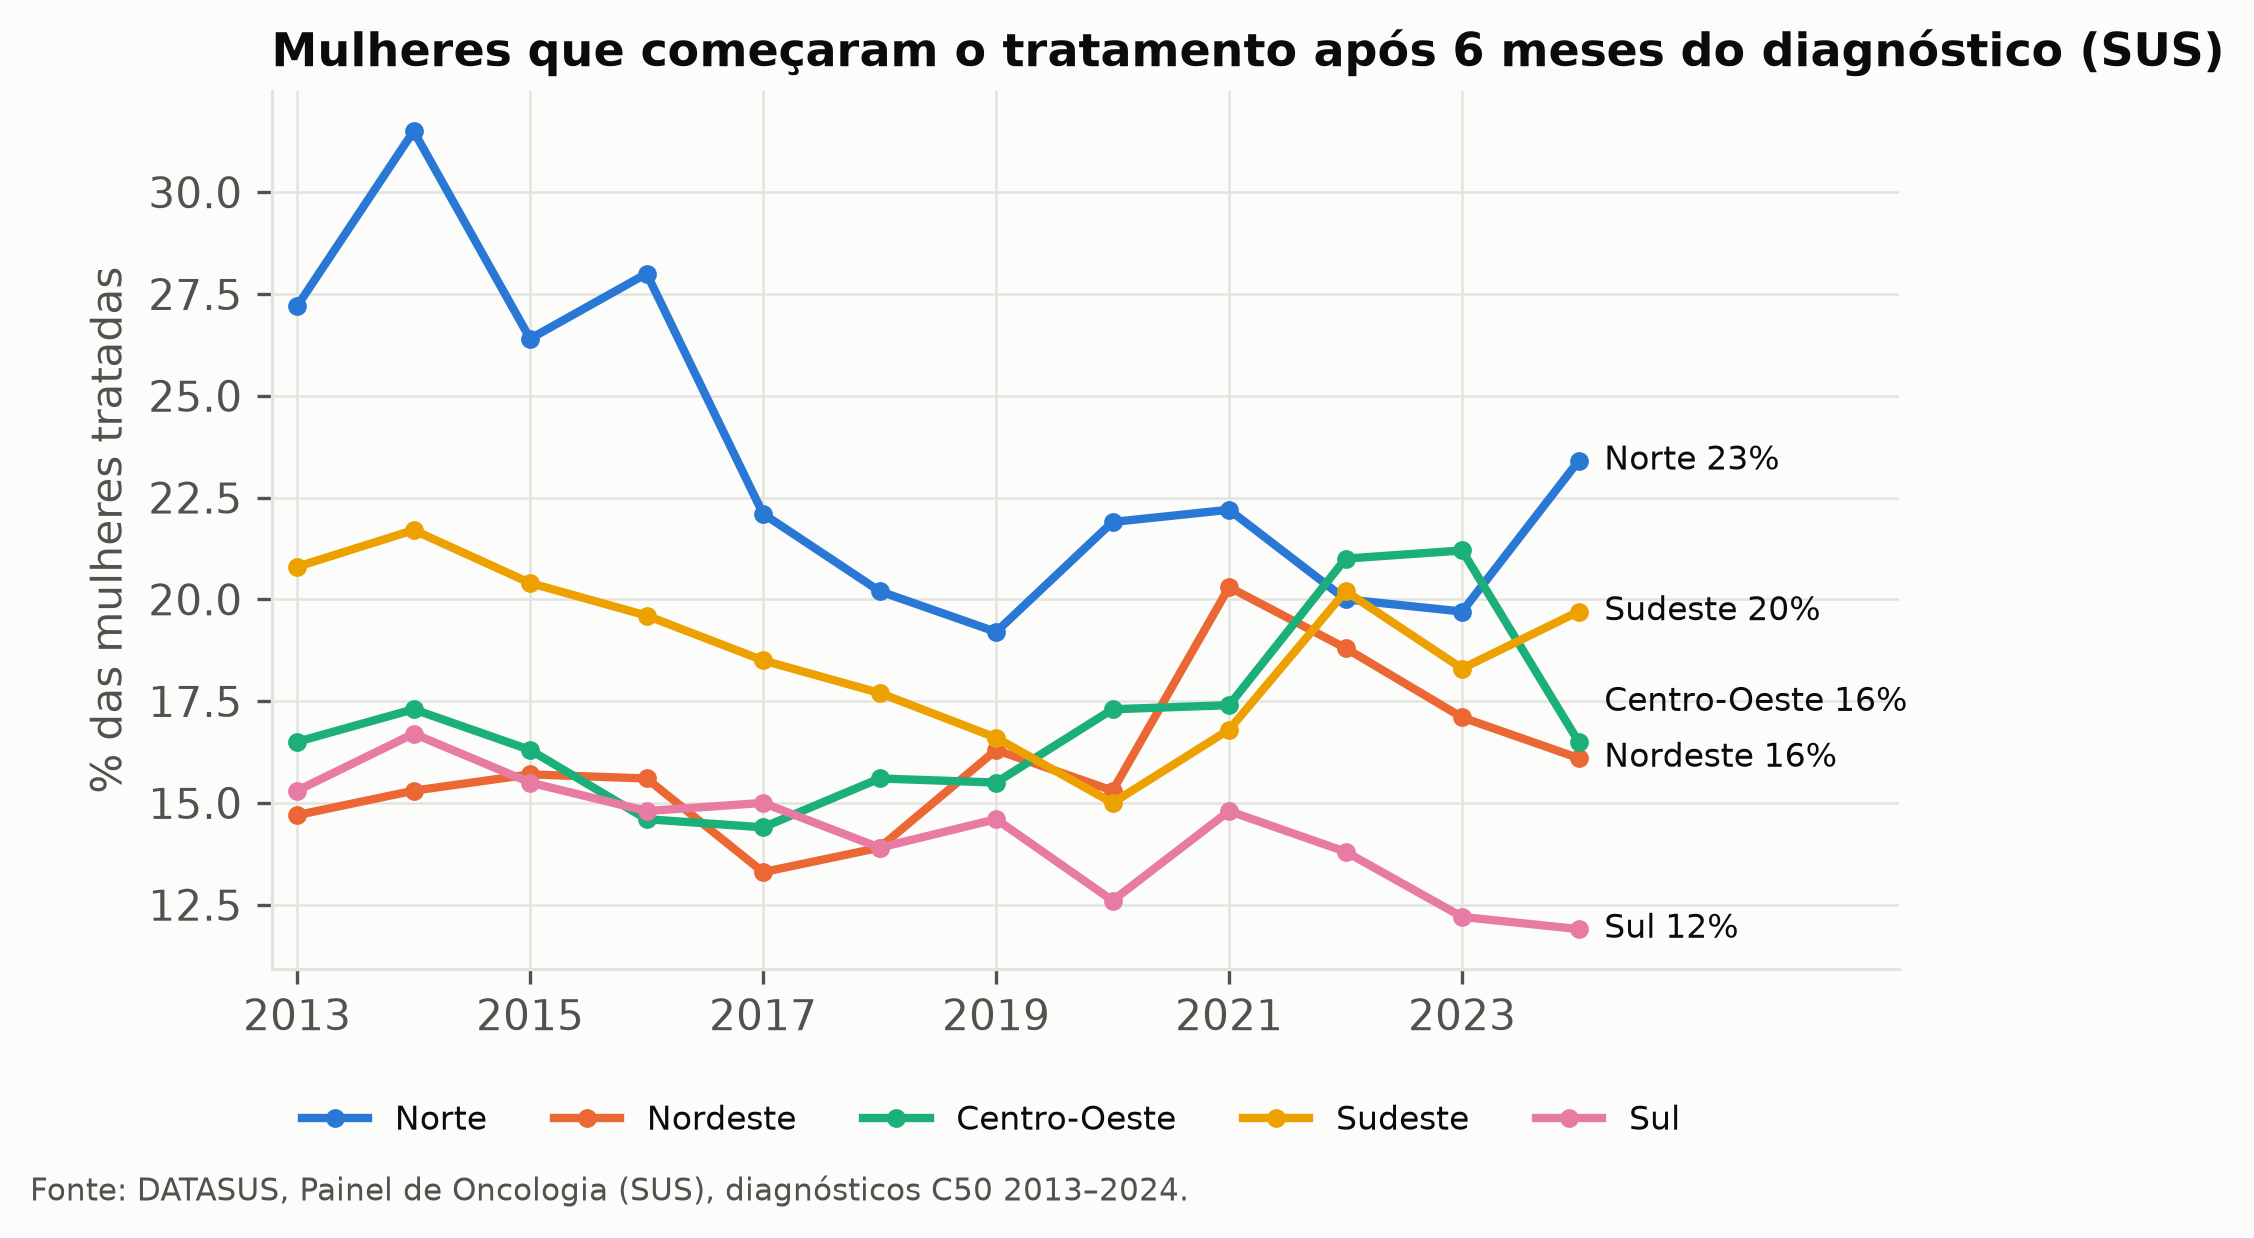 Mulheres que começaram o tratamento após 6 meses do diagnóstico (SUS)
% das mulheres tratadas
30.0
27.5
25.0
22.5
20.0
17.5
15.0
12.5
Norte 23%
Sudeste 20%
Centro-Oeste 16%
Nordeste 16%
Sul 12%
2013 2015 2017 2019 2021 2023
Norte Nordeste Centro-Oeste Sudeste Sul
Fonte: DATASUS, Painel de Oncologia (SUS), diagnósticos C50 2013–2024.